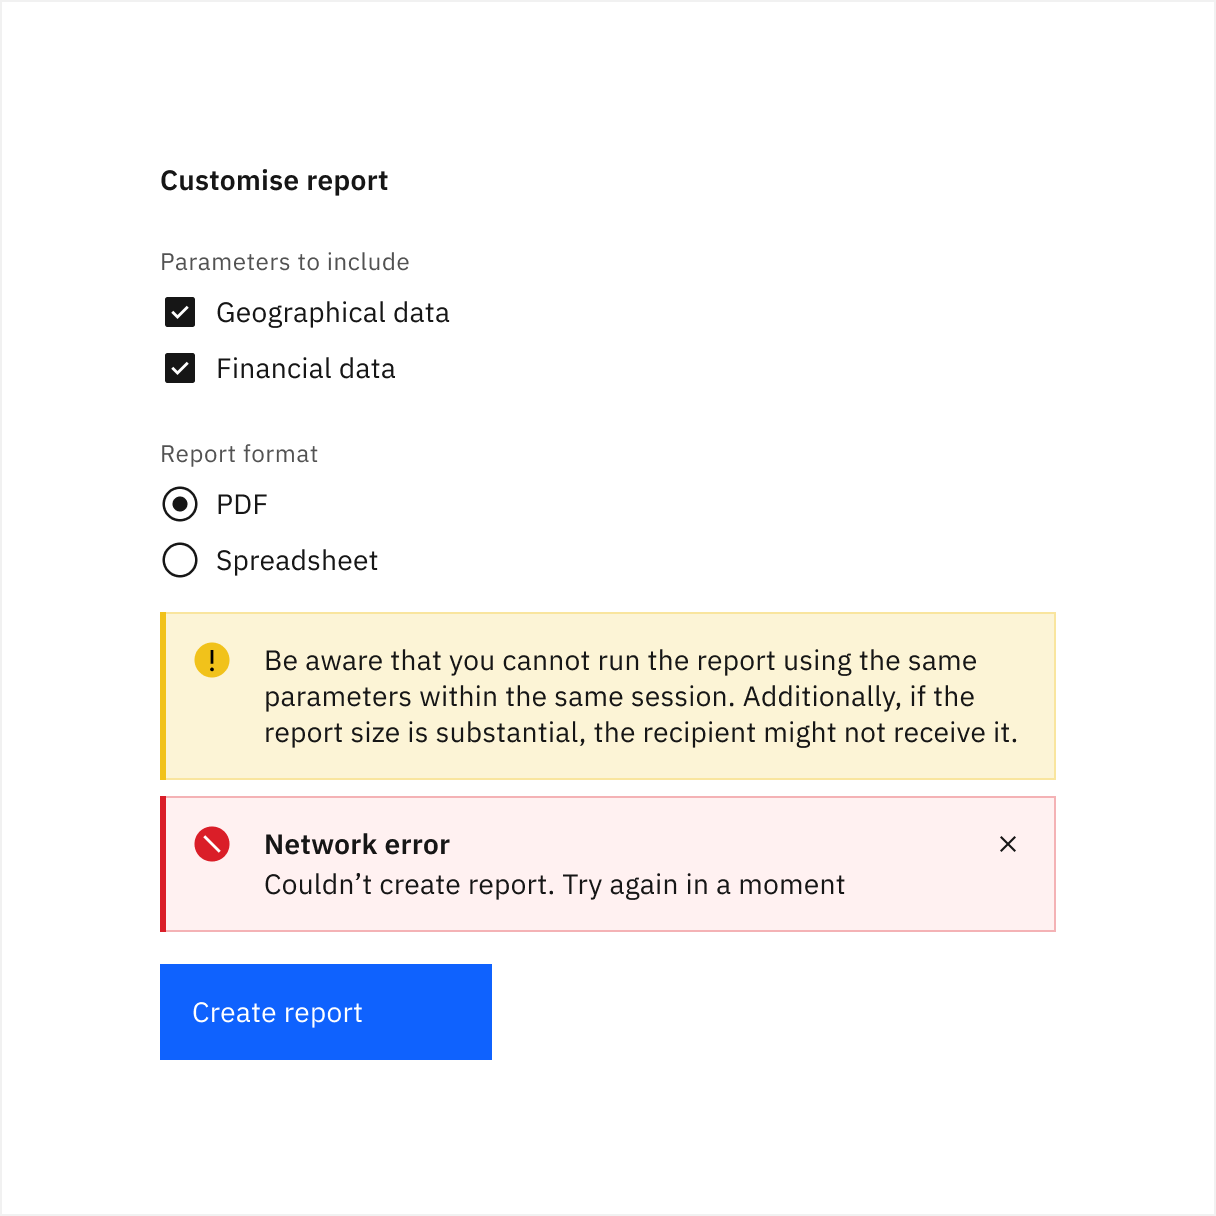 Customise report
Parameters to include
Geographical data
Financial data
Report format
PDF
Spreadsheet
Be aware that you cannot run the report using the same
parameters within the same session. Additionally, if the
report size is substantial, the recipient might not receive it.
Network error
Couldn’t create report. Try again in a moment
Create report